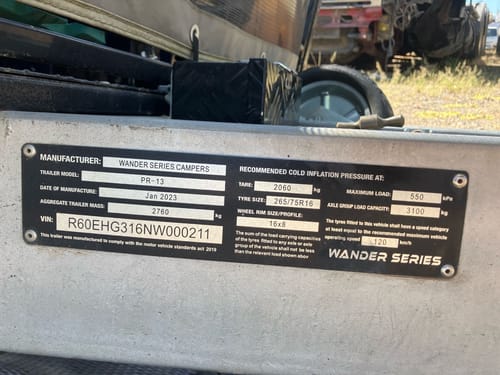 MANUFACTURER: WANDER SERIES CAMPERS
TRAILER MODEL: PR-13
DATE OF MANUFACTURE: Jan 2023
AGGREGATE TRAILER MASS: 2760 kg
VIN: R60EHG316NW000211
This trailer was manufactured to comply with the motor vehicle standards act 2019
RECOMMENDED COLD INFLATION PRESSURE AT:
TARE: 2060 kg
MAXIMUM LOAD: 550 kPa
TYRE SIZE: 265/75R16
AXLE GROUP LOAD CAPACITY: 3100 kg
WHEEL RIM SIZE/PROFILE: 16x8
The sum of the load carrying capacities
of the tyres fitted to any axle or axle
group of the vehicle shall not be less
than the relevant load shown above
The tyres fitted to this vehicle shall have a speed category
at least equal to the recommended maximum vehicle
operating speed 120 km/h
WANDER SERIES